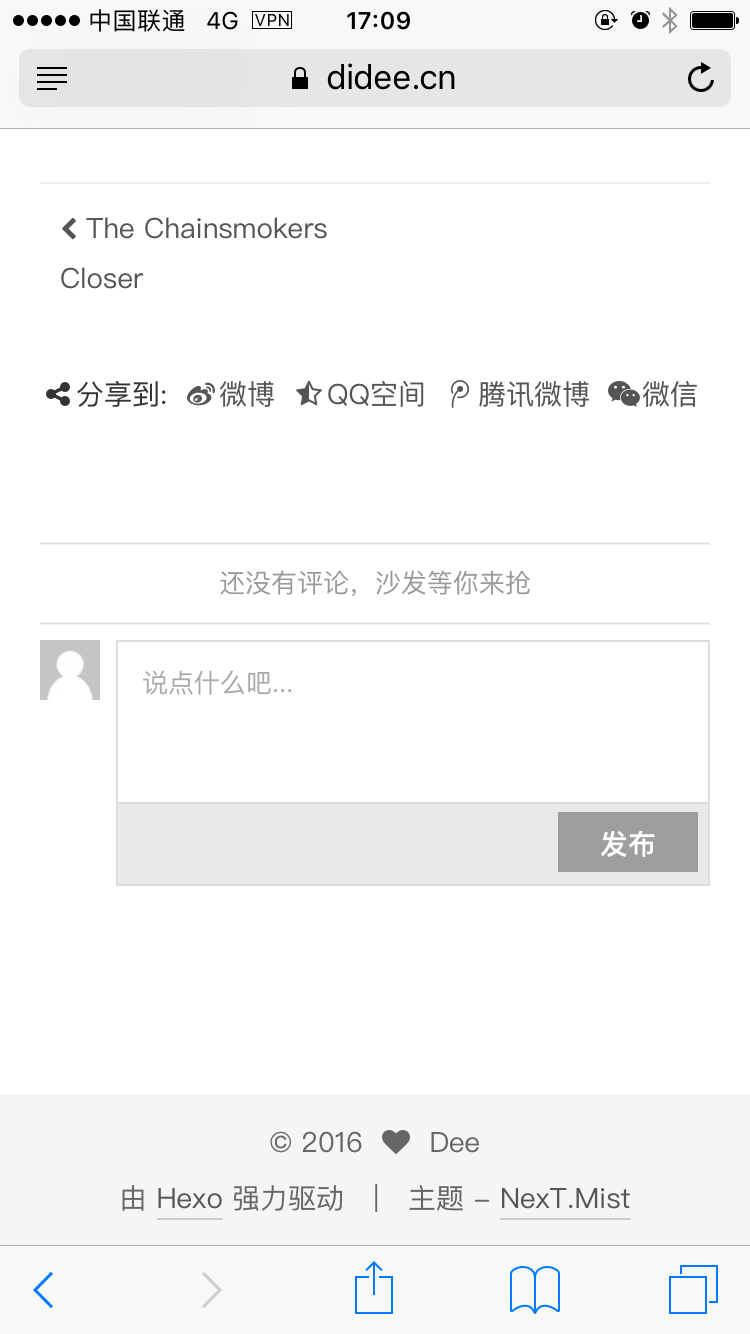 中国联通 4G VPN 17:09
didee.cn
The Chainsmokers
Closer
分享到: 微博 QQ空间 腾讯微博 微信
还没有评论，沙发等你来抢
说点什么吧...
发布
© 2016 Dee
由 Hexo 强力驱动 | 主题 - NexT.Mist